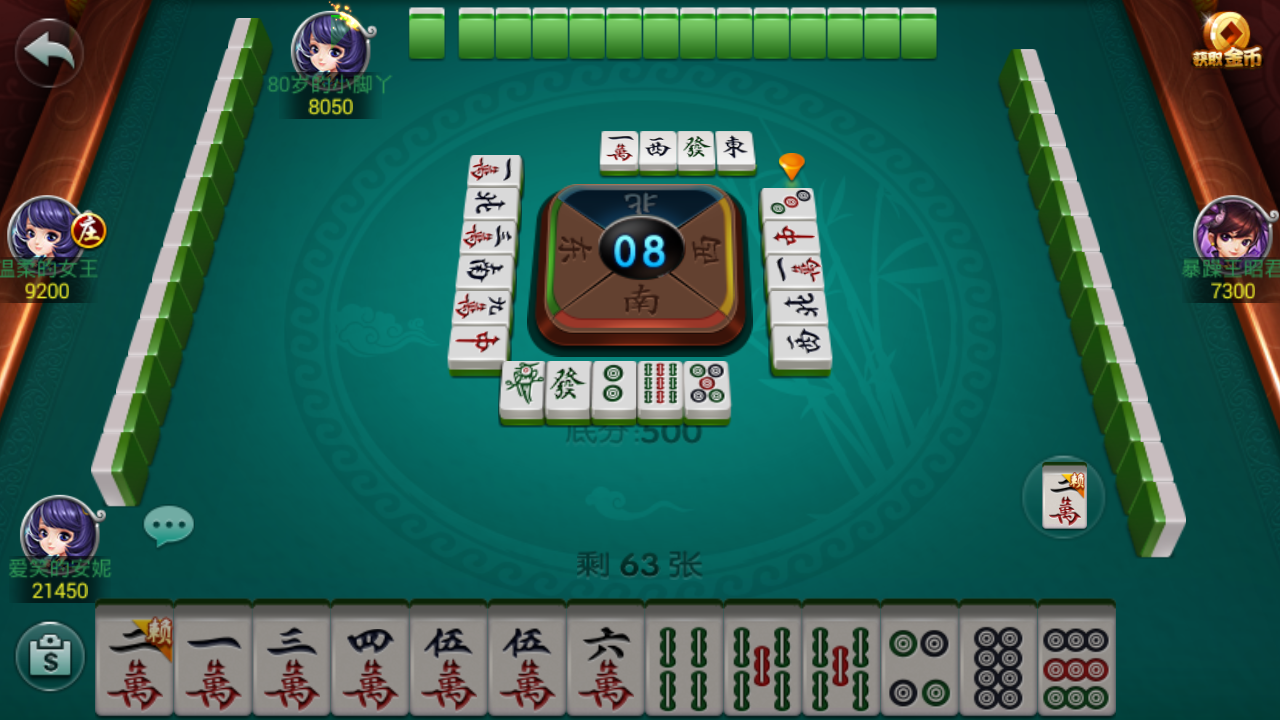 80岁的小脚丫
8050
获取金币
一萬 西 發 東
一萬
北
三萬
南
九萬
中
北
东
西
南
08
中
一萬
北
西
發
庄
温柔的女王
9200
暴躁王昭君
7300
底分:500
二萬
赖
剩 63 张
爱笑的安妮
21450
$
二萬 赖 一萬 三萬 四萬 伍萬 伍萬 六萬